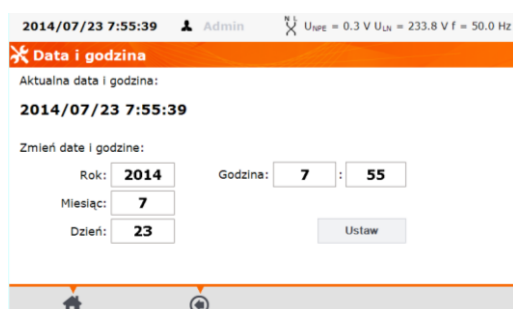 2014/07/23 7:55:39 Admin N L UNPE = 0.3 V ULN = 233.8 V f = 50.0 Hz
Data i godzina
Aktualna data i godzina:
2014/07/23 7:55:39
Zmień date i godzine:
Rok: 2014 Godzina: 7 : 55
Miesiąc: 7
Dzień: 23 Ustaw